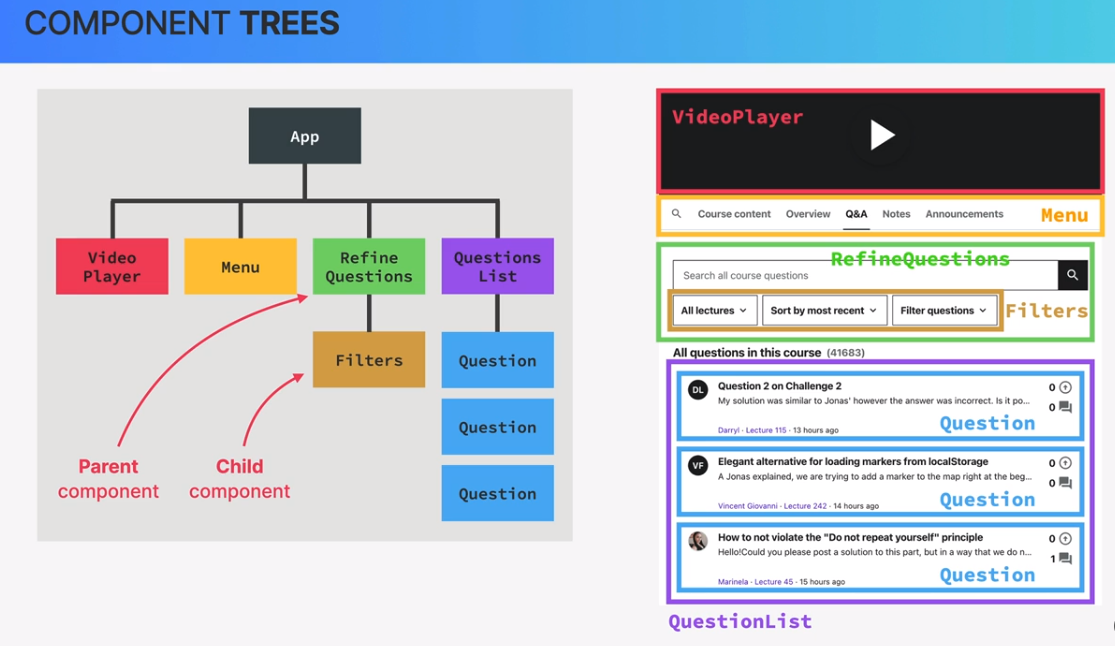 COMPONENT TREES
App
Video
Player
Menu
Refine
Questions
Questions
List
Filters
Question
Question
Question
Parent
component
Child
component
VideoPlayer
Course content Overview Q&A Notes Announcements
Menu
RefineQuestions
Search all course questions
All lectures Sort by most recent Filter questions
Filters
All questions in this course (41683)
DL
Question 2 on Challenge 2
0
My solution was similar to Jonas' however the answer was incorrect. Is it po...
0
Question
Darryl · Lecture 115 · 13 hours ago
VF
Elegant alternative for loading markers from localStorage
0
A Jonas explained, we are trying to add a marker to the map right at the beg...
0
Question
Vincent Giovanni · Lecture 242 · 14 hours ago
How to not violate the "Do not repeat yourself" principle
0
Hello!Could you please post a solution to this part, but in a way that we do n...
1
Question
Marinela · Lecture 45 · 15 hours ago
QuestionList